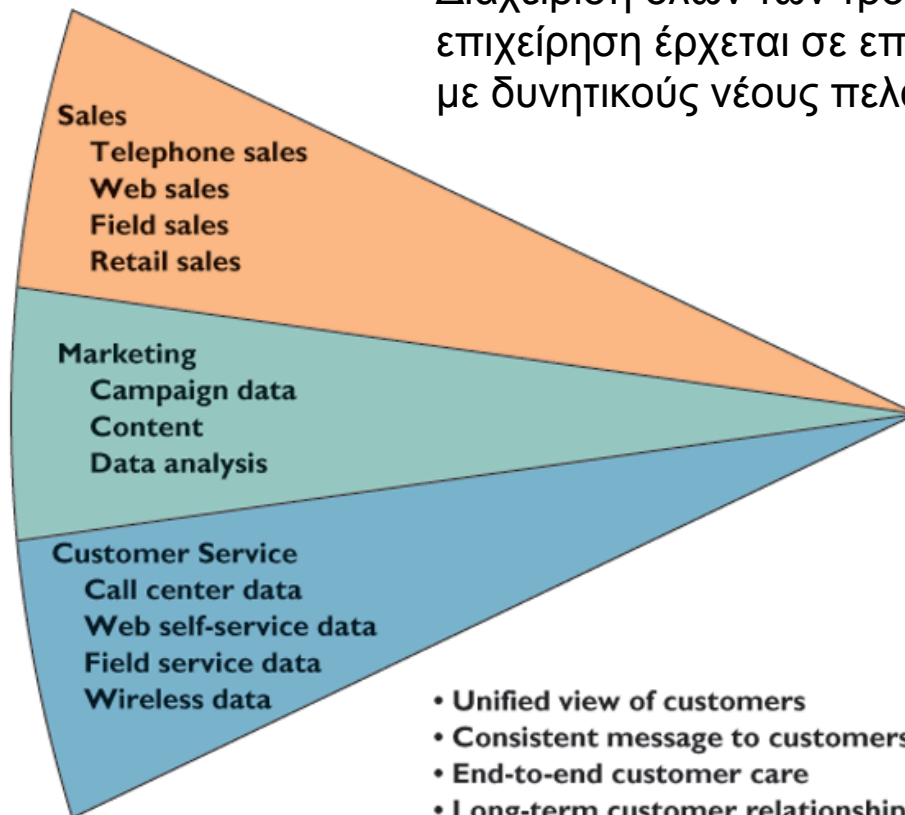 επιχείρηση έρχεται σε
με δυνητικούς νέους
Sales
Telephone sales
Web sales
Field sales
Retail sales
Marketing
Campaign data
Content
Data analysis
Customer Service
Call center data
Web self-service data
Field service data
Wireless data
• Unified view of customers
• Consistent message to customers
• End-to-end customer care
• Long-term customer relationship